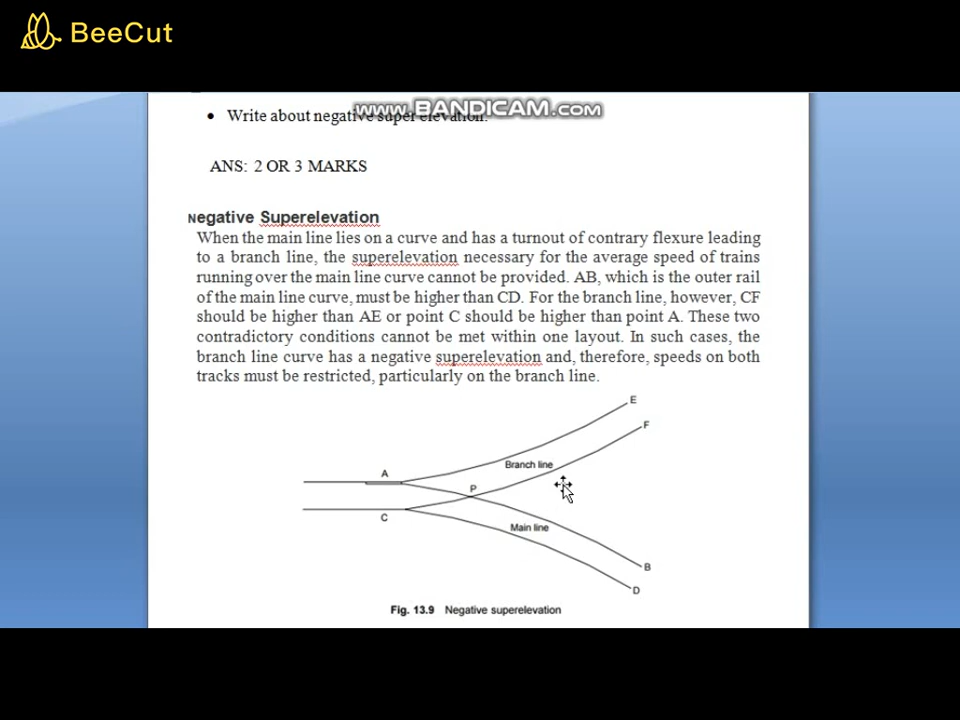 BeeCut
www.BANDICAM.COM
• Write about negative super elevation.
ANS: 2 OR 3 MARKS
Negative Superelevation
When the main line lies on a curve and has a turnout of contrary flexure leading
to a branch line, the superelevation necessary for the average speed of trains
running over the main line curve cannot be provided. AB, which is the outer rail
of the main line curve, must be higher than CD. For the branch line, however, CF
should be higher than AE or point C should be higher than point A. These two
contradictory conditions cannot be met within one layout. In such cases, the
branch line curve has a negative superelevation and, therefore, speeds on both
tracks must be restricted, particularly on the branch line.
E
F
Branch line
A
P
C
Main line
B
D
Fig. 13.9 Negative superelevation